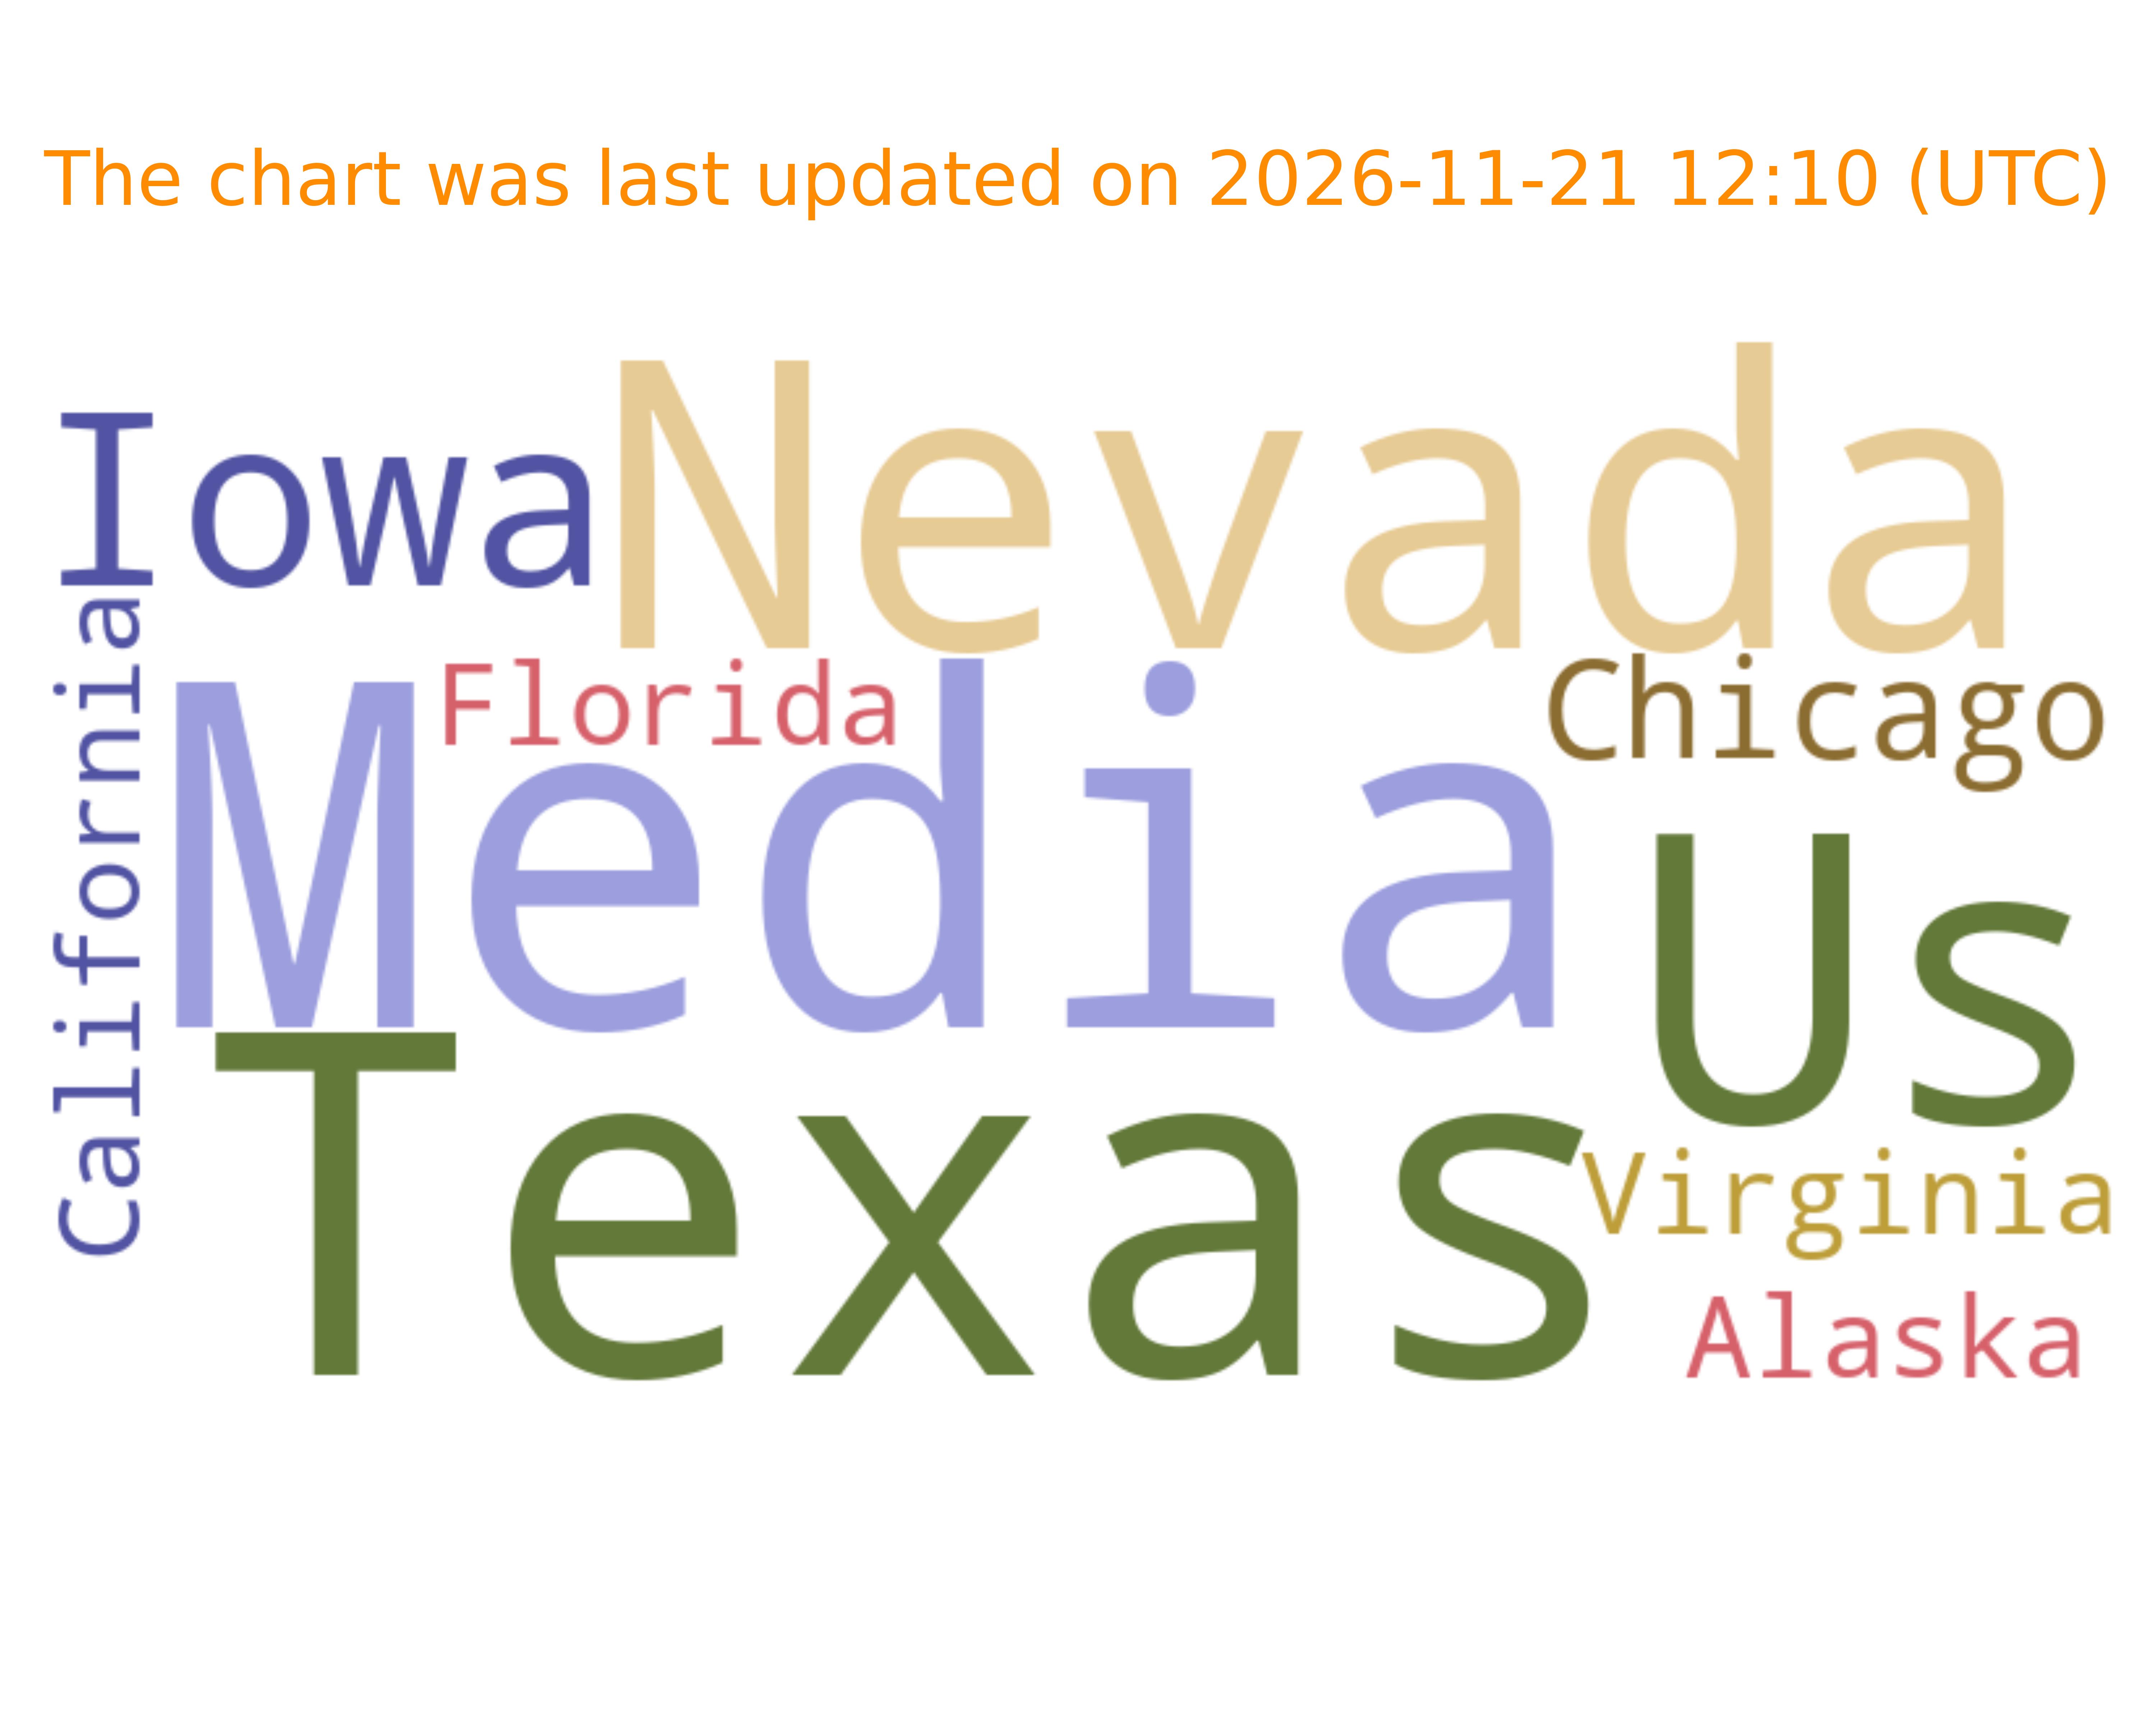 The chart was last updated on 2026-11-21 12:10 (UTC)
Iowa
Nevada
California
Florida
Chicago
Media
Us
Texas
Virginia
Alaska